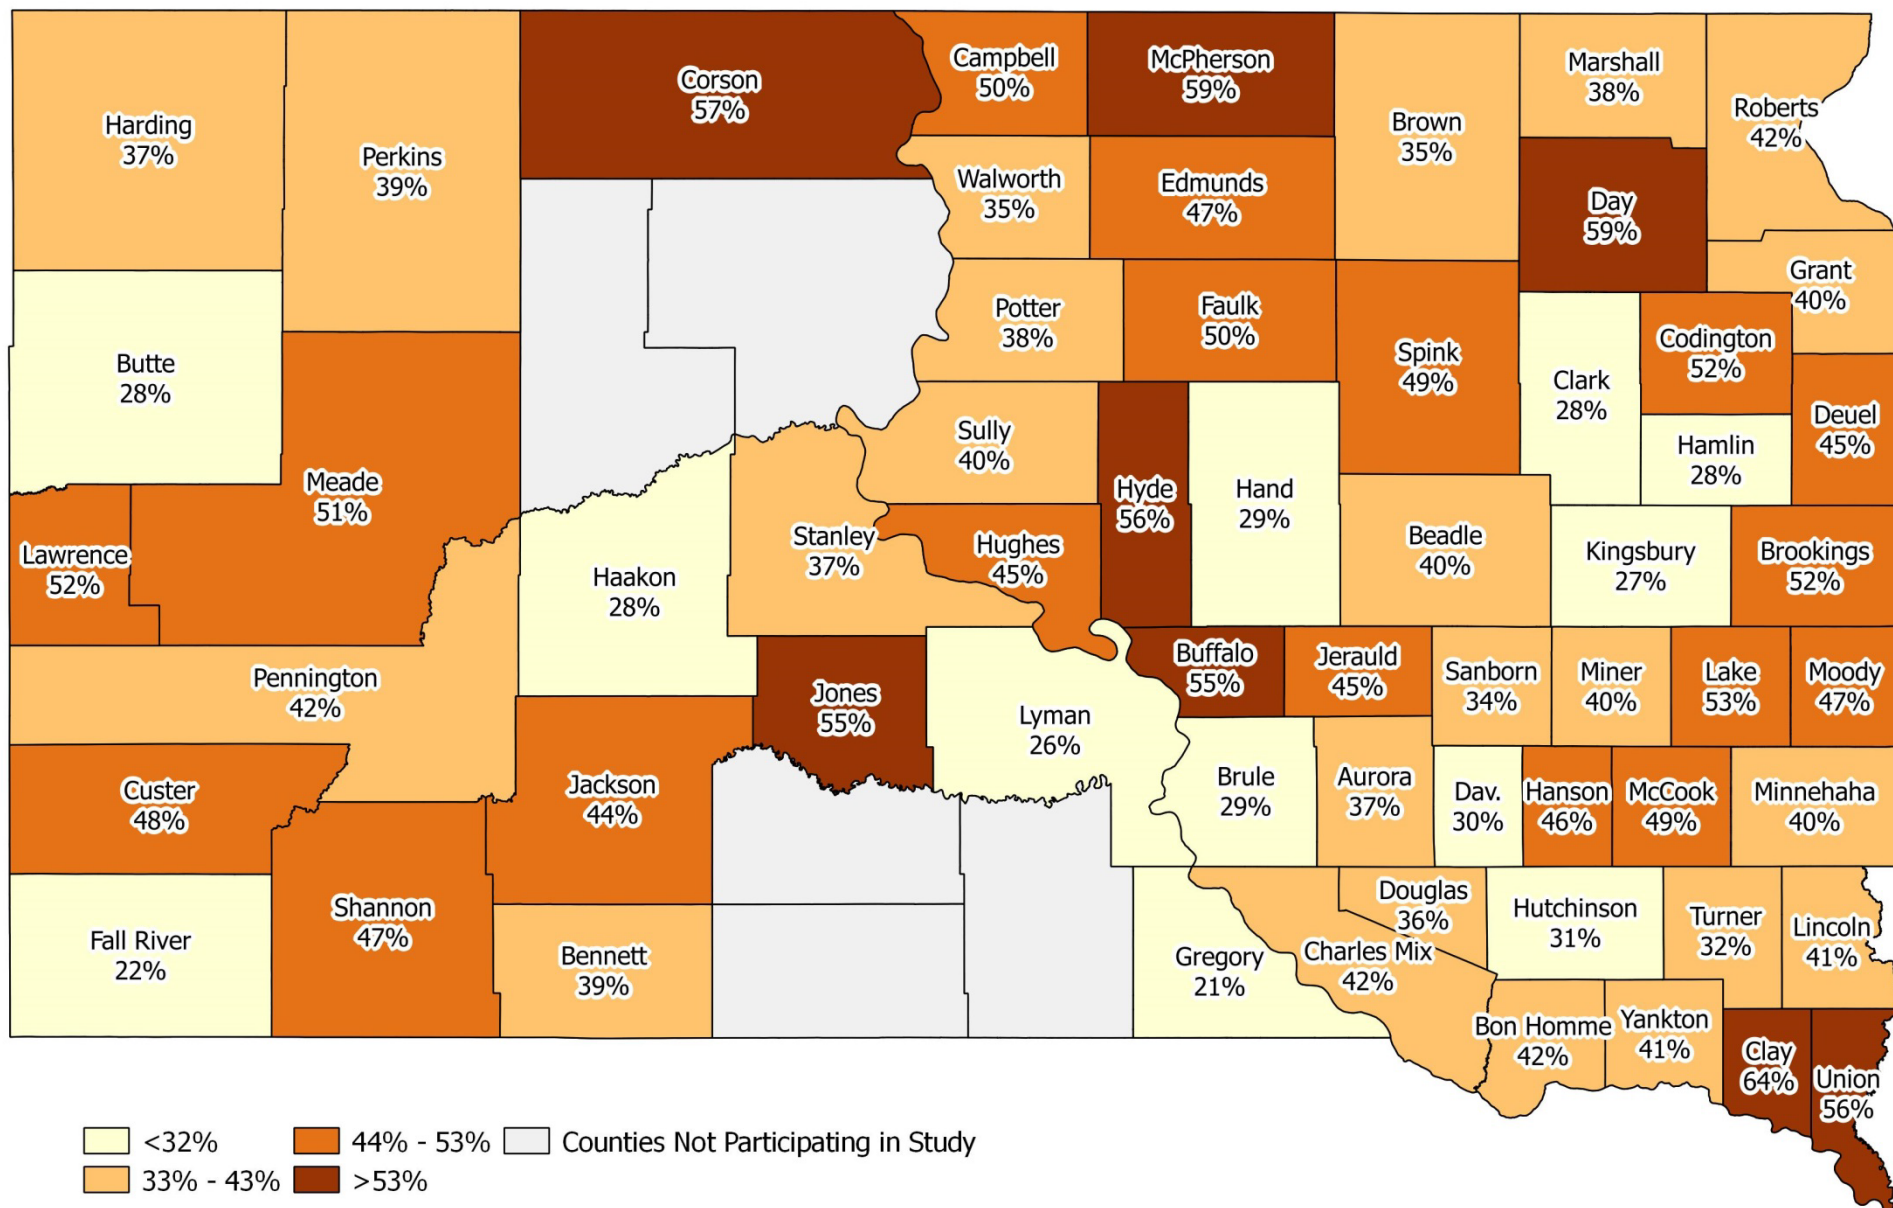 Harding
37%
Perkins
39%
Corson
57%
Campbell
50%
McPherson
59%
Brown
35%
Marshall
38%
Roberts
42%
Walworth
35%
Edmunds
47%
Day
59%
Grant
40%
Butte
28%
Potter
38%
Faulk
50%
Spink
49%
Clark
28%
Codington
52%
Deuel
45%
Hamlin
28%
Meade
51%
Sully
40%
Hyde
56%
Hand
29%
Lawrence
52%
Haakon
28%
Stanley
37%
Hughes
45%
Beadle
40%
Kingsbury
27%
Brookings
52%
Pennington
42%
Jones
55%
Lyman
26%
Buffalo
55%
Jerauld
45%
Sanborn
34%
Miner
40%
Lake
53%
Moody
47%
Custer
48%
Jackson
44%
Brule
29%
Aurora
37%
Dav.
30%
Hanson
46%
McCook
49%
Minnehaha
40%
Fall River
22%
Shannon
47%
Bennett
39%
Gregory
21%
Charles Mix
42%
Douglas
36%
Hutchinson
31%
Turner
32%
Lincoln
41%
Bon Homme
42%
Yankton
41%
Clay
64%
Union
56%
<32%
33% - 43%
44% - 53%
>53%
Counties Not Participating in Study